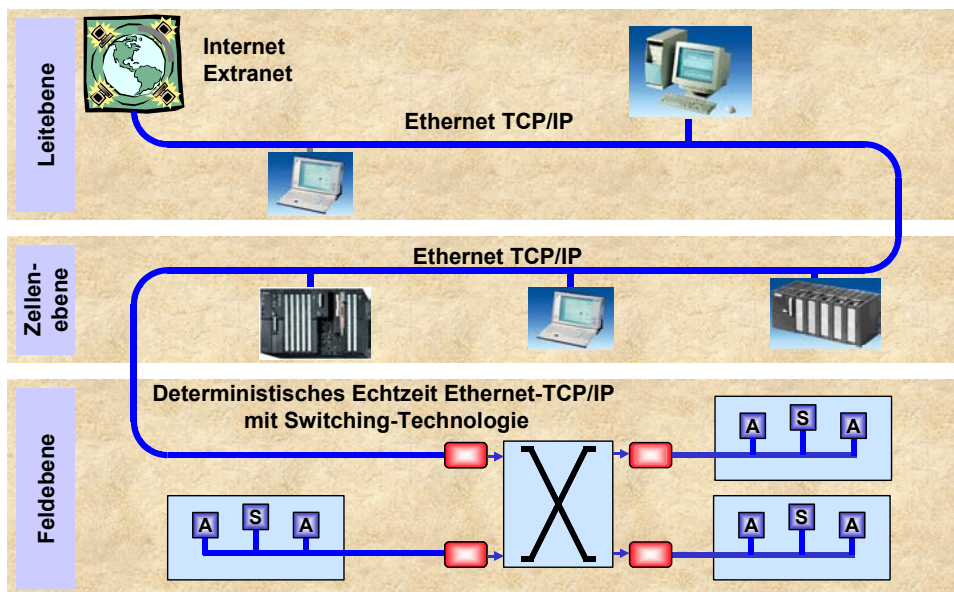 Leitebene
Internet
Extranet
Ethernet TCP/IP
Zellen-
ebene
Ethernet TCP/IP
Feldebene
Deterministisches Echtzeit Ethernet-TCP/IP
mit Switching-Technologie
A S A
A S A
A S A